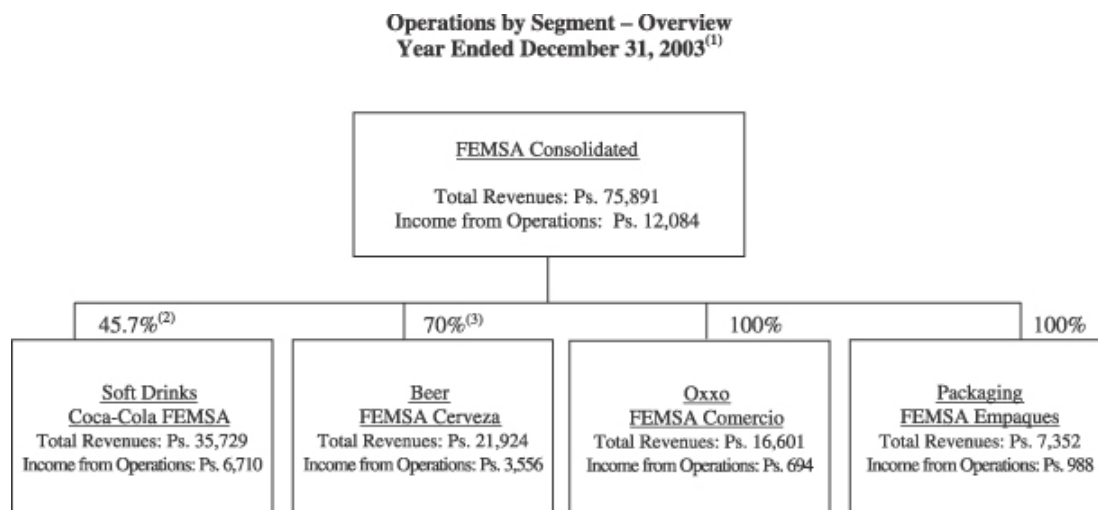 Operations by Segment – Overview
Year Ended December 31, 2003(1)
FEMSA Consolidated
Total Revenues: Ps. 75,891
Income from Operations: Ps. 12,084
45.7%(2)
70%(3)
100%
100%
Soft Drinks
Coca-Cola FEMSA
Total Revenues: Ps. 35,729
Income from Operations: Ps. 6,710
Beer
FEMSA Cerveza
Total Revenues: Ps. 21,924
Income from Operations: Ps. 3,556
Oxxo
FEMSA Comercio
Total Revenues: Ps. 16,601
Income from Operations: Ps. 694
Packaging
FEMSA Empaques
Total Revenues: Ps. 7,352
Income from Operations: Ps. 988